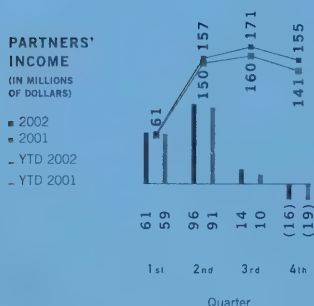 PARTNERS'
INCOME
(IN MILLIONS
OF DOLLARS)
2002
2001
YTD 2002
YTD 2001
61
157
150
171
160
155
141
61
59
96
91
14
10
(16)
(19)
1st
2nd
3rd
4th
Quarter